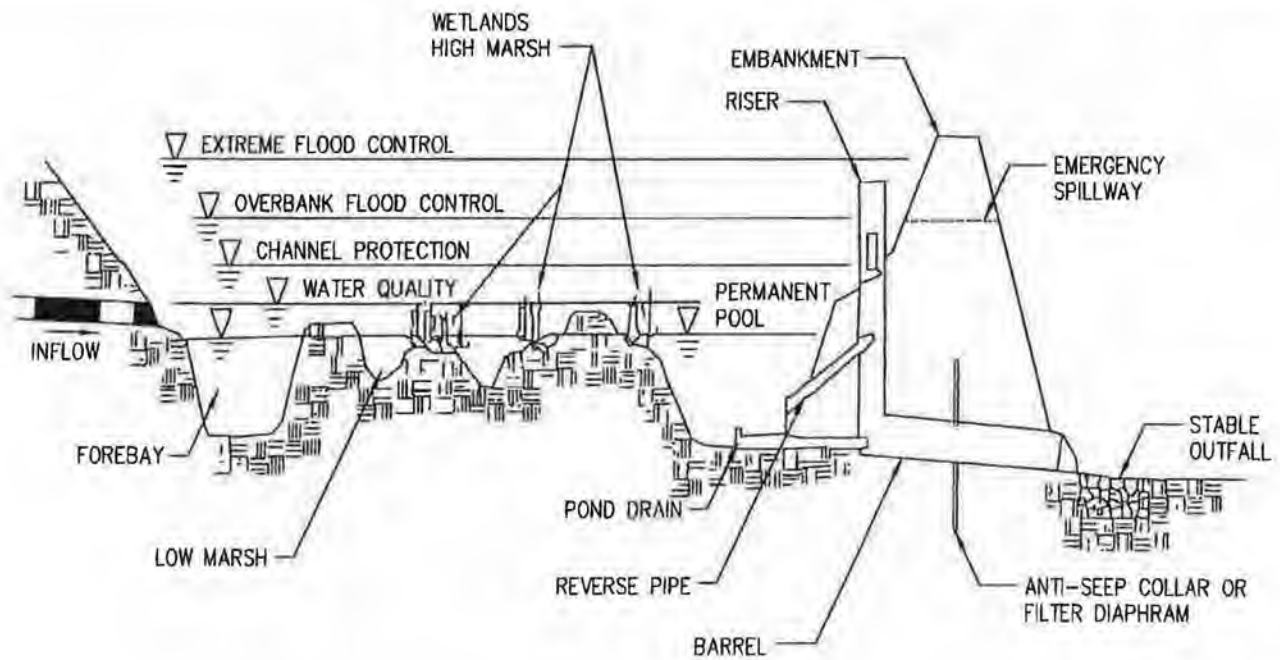 WETLANDS
HIGH MARSH
EMBANKMENT
RISER
EXTREME FLOOD CONTROL
EMERGENCY
SPILLWAY
OVERBANK FLOOD CONTROL
CHANNEL PROTECTION
WATER QUALITY
PERMANENT
POOL
INFLOW
FOREBAY
STABLE
OUTFALL
POND DRAIN
LOW MARSH
REVERSE PIPE
ANTI-SEEP COLLAR OR
FILTER DIAPHRAM
BARREL